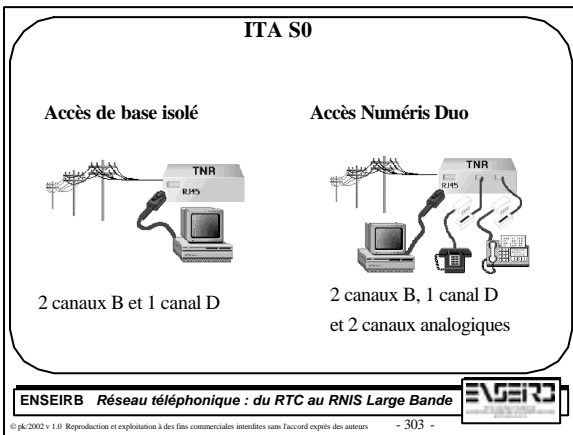 ITA S0
Accès de base isolé
Accès Numéris Duo
TNR
RJ45
TNR
RJ45
2 canaux B et 1 canal D
2 canaux B, 1 canal D
et 2 canaux analogiques
ENSEIRB Réseau téléphonique : du RTC au RNIS Large Bande
ENSEIRB
© pk/2002 v 1.0 Reproduction et exploitation à des fins commerciales interdites sans l'accord exprès des auteurs
- 303 -